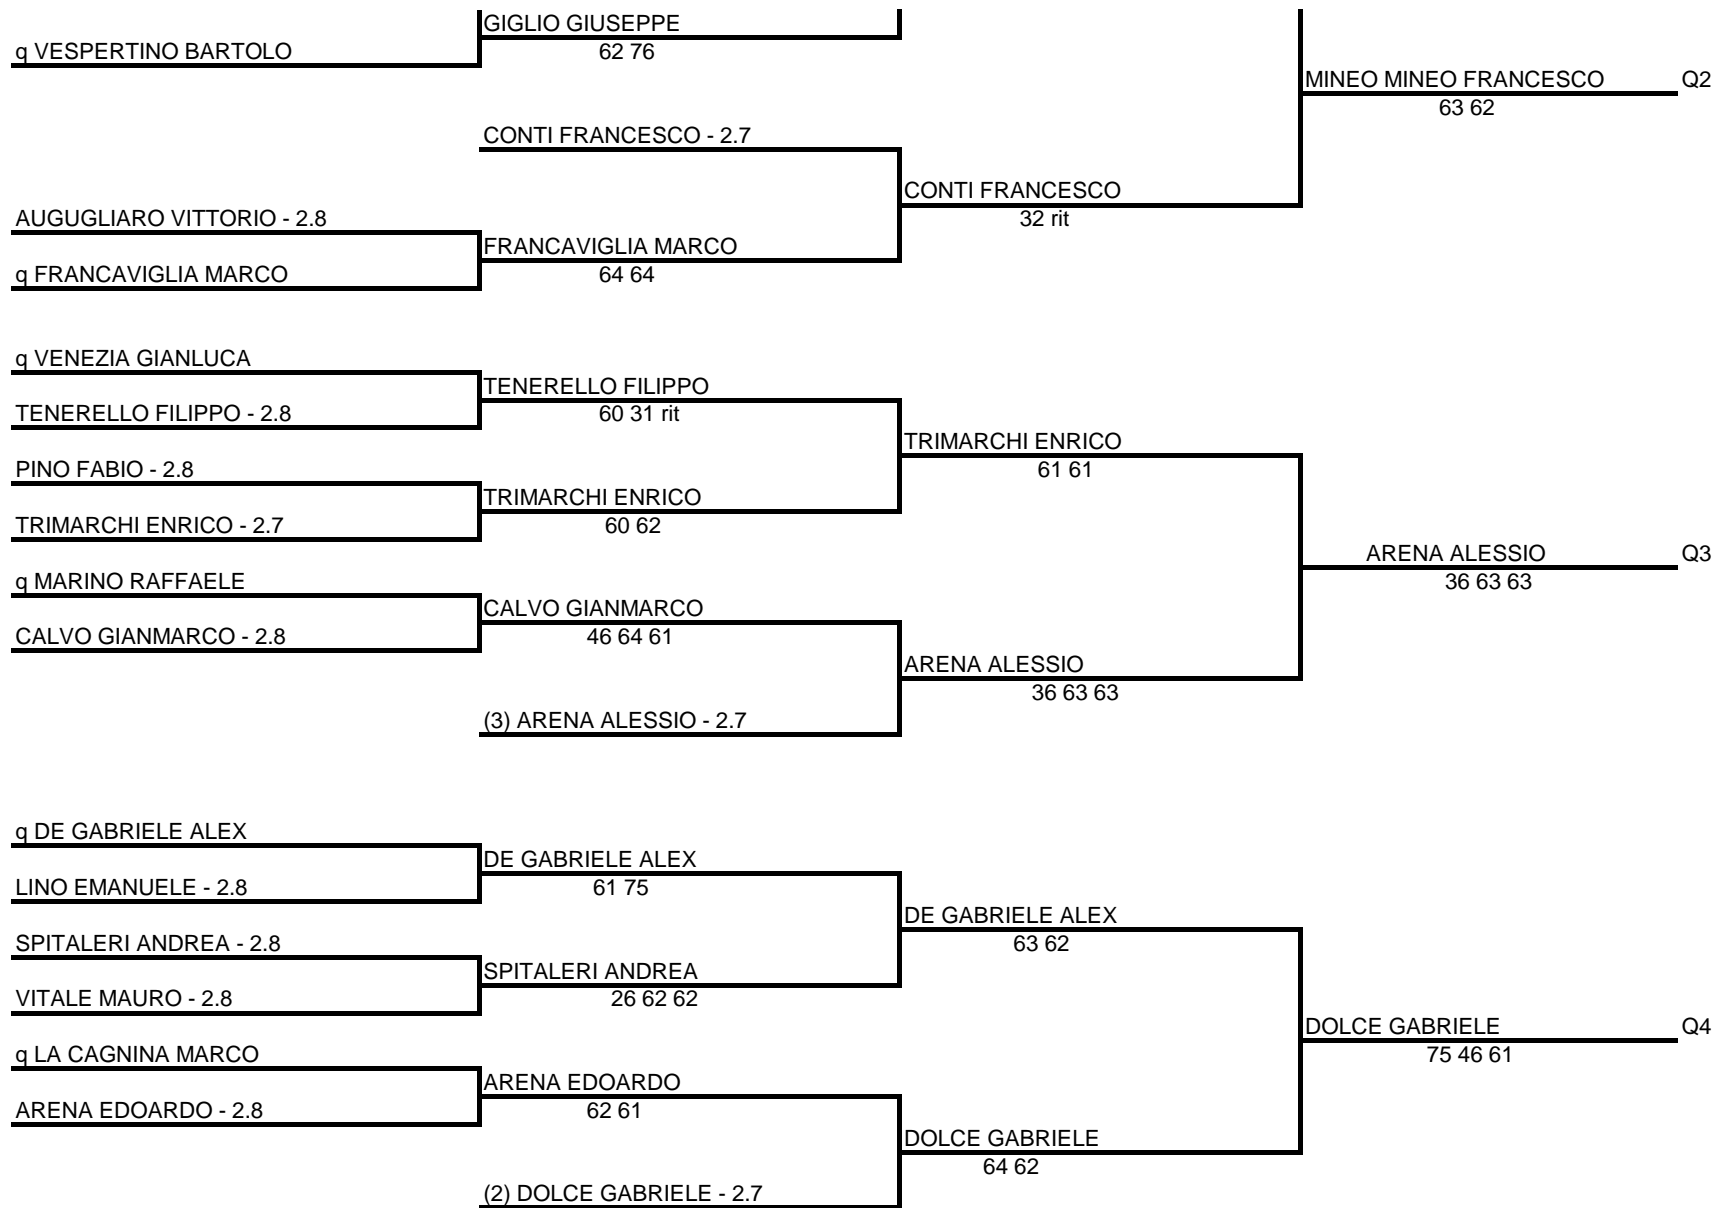 GIGLIO GIUSEPPE
q VESPERTINO BARTOLO
62 76
MINEO MINEO FRANCESCO
Q2
63 62
CONTI FRANCESCO - 2.7
CONTI FRANCESCO
32 rit
AUGUGLIARO VITTORIO - 2.8
FRANCAVIGLIA MARCO
64 64
q FRANCAVIGLIA MARCO
q VENEZIA GIANLUCA
TENERELLO FILIPPO
60 31 rit
TENERELLO FILIPPO - 2.8
TRIMARCHI ENRICO
61 61
PINO FABIO - 2.8
TRIMARCHI ENRICO
60 62
TRIMARCHI ENRICO - 2.7
ARENA ALESSIO
Q3
36 63 63
q MARINO RAFFAELE
CALVO GIANMARCO
46 64 61
CALVO GIANMARCO - 2.8
ARENA ALESSIO
36 63 63
(3) ARENA ALESSIO - 2.7
q DE GABRIELE ALEX
DE GABRIELE ALEX
61 75
LINO EMANUELE - 2.8
DE GABRIELE ALEX
63 62
SPITALERI ANDREA - 2.8
SPITALERI ANDREA
26 62 62
VITALE MAURO - 2.8
DOLCE GABRIELE
Q4
75 46 61
q LA CAGNINA MARCO
ARENA EDOARDO
62 61
ARENA EDOARDO - 2.8
DOLCE GABRIELE
64 62
(2) DOLCE GABRIELE - 2.7